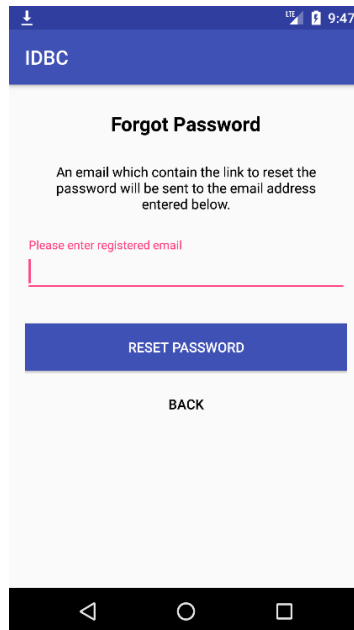 LTE 9:47
IDBC
Forgot Password
An email which contain the link to reset the
password will be sent to the email address
entered below.
Please enter registered email
RESET PASSWORD
BACK